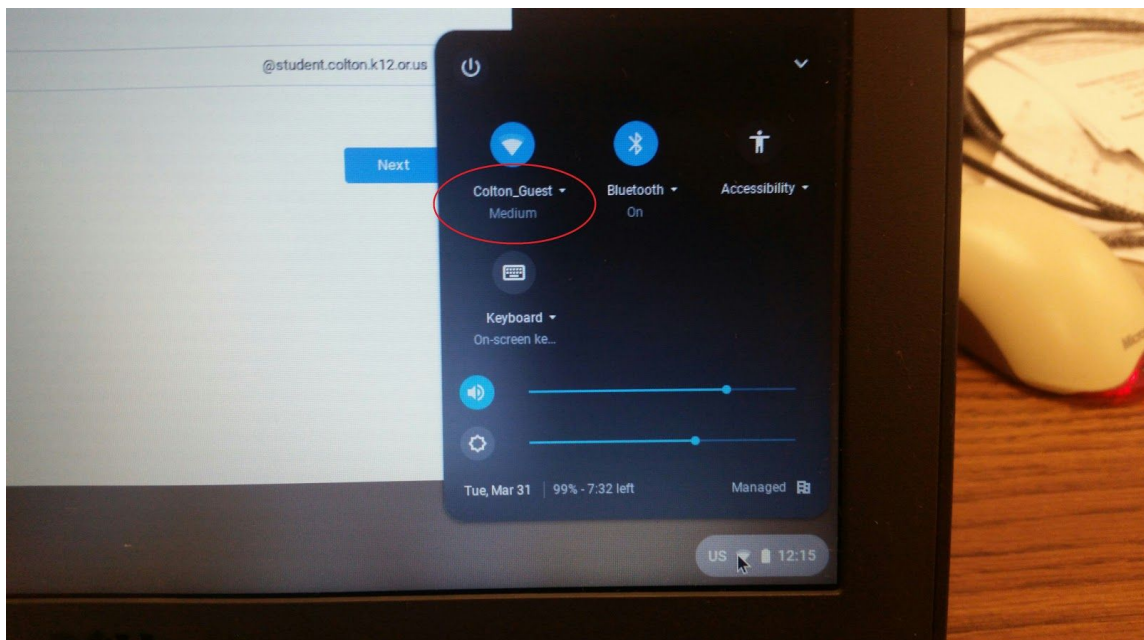 @student.colton.k12.or.us
Next
Colton_Guest
Medium
Bluetooth
On
Accessibility
Keyboard
On-screen ke...
Tue, Mar 31
99% - 7:32 left
Managed
US
12:15